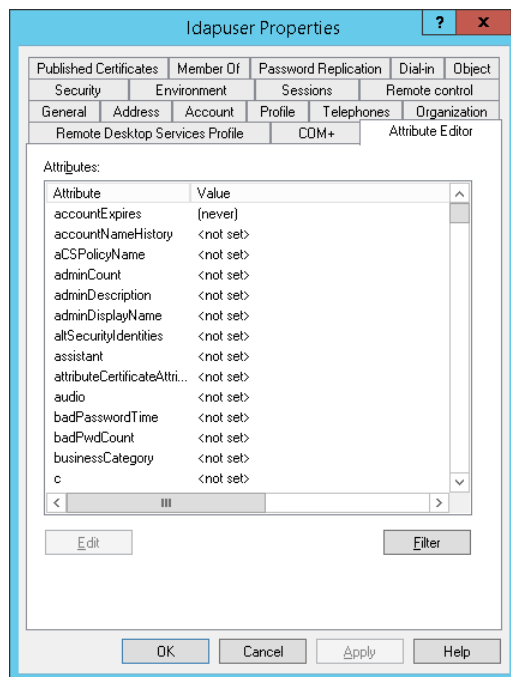 ldapuser Properties
? x
Published Certificates Member Of Password Replication Dial-in Object
Security Environment Sessions Remote control
General Address Account Profile Telephones Organization
Remote Desktop Services Profile COM+ Attribute Editor
Attributes:
Attribute Value
accountExpires (never)
accountNameHistory <not set>
aCSPolicyName <not set>
adminCount <not set>
adminDescription <not set>
adminDisplayName <not set>
altSecurityIdentities <not set>
assistant <not set>
attributeCertificateAttri... <not set>
audio <not set>
badPasswordTime <not set>
badPwdCount <not set>
businessCategory <not set>
c <not set>
Edit Filter
OK Cancel Apply Help